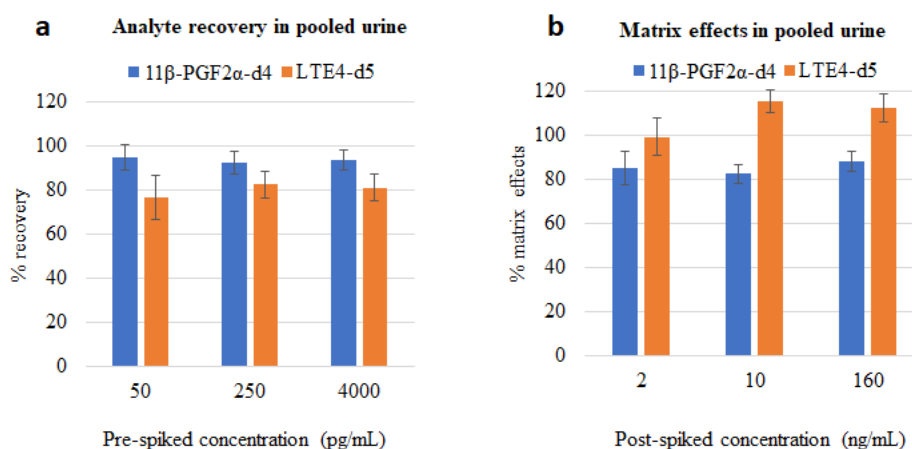 a Analyte recovery in pooled urine
11β-PGF2α-d4 LTE4-d5
120
100
80
60
40
20
0
% recovery
50 250 4000
Pre-spiked concentration (pg/mL)
b Matrix effects in pooled urine
11β-PGF2α-d4 LTE4-d5
120
100
80
60
40
20
0
% matrix
effects
2 10 160
Post-spiked concentration (ng/mL)